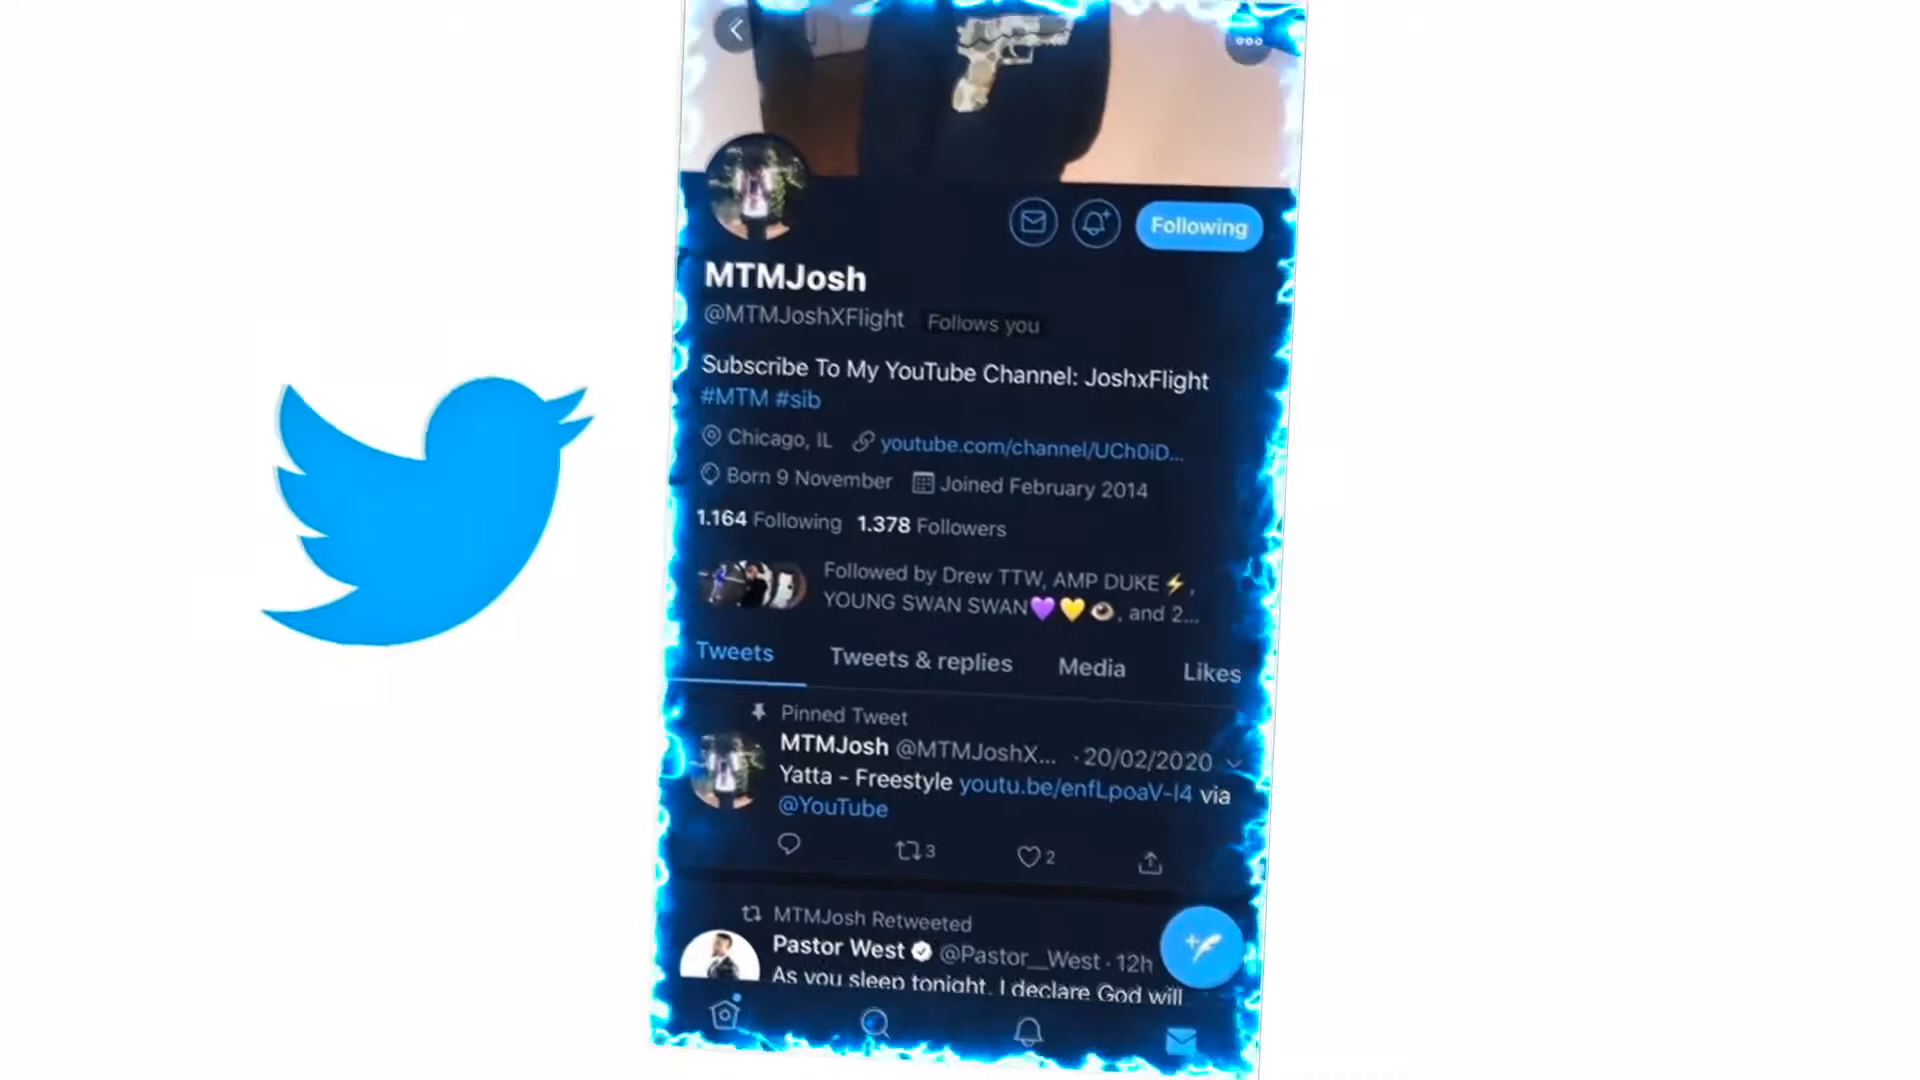 Following
MTMJosh
@MTMJoshXFlight Follows you
Subscribe To My YouTube Channel: JoshxFlight
#MTM #sib
Chicago, IL youtube.com/channel/UCh0iD...
Born 9 November Joined February 2014
1.164 Following 1.378 Followers
Followed by Drew TTW, AMP DUKE⚡,
YOUNG SWAN SWAN💜💛👁, and 2...
Tweets Tweets & replies Media Likes
Pinned Tweet
MTMJosh @MTMJoshX... · 20/02/2020
Yatta - Freestyle youtu.be/enfLpoaV-I4 via
@YouTube
3 2
MTMJosh Retweeted
Pastor West @Pastor__West · 12h
As you sleep tonight, I declare God will